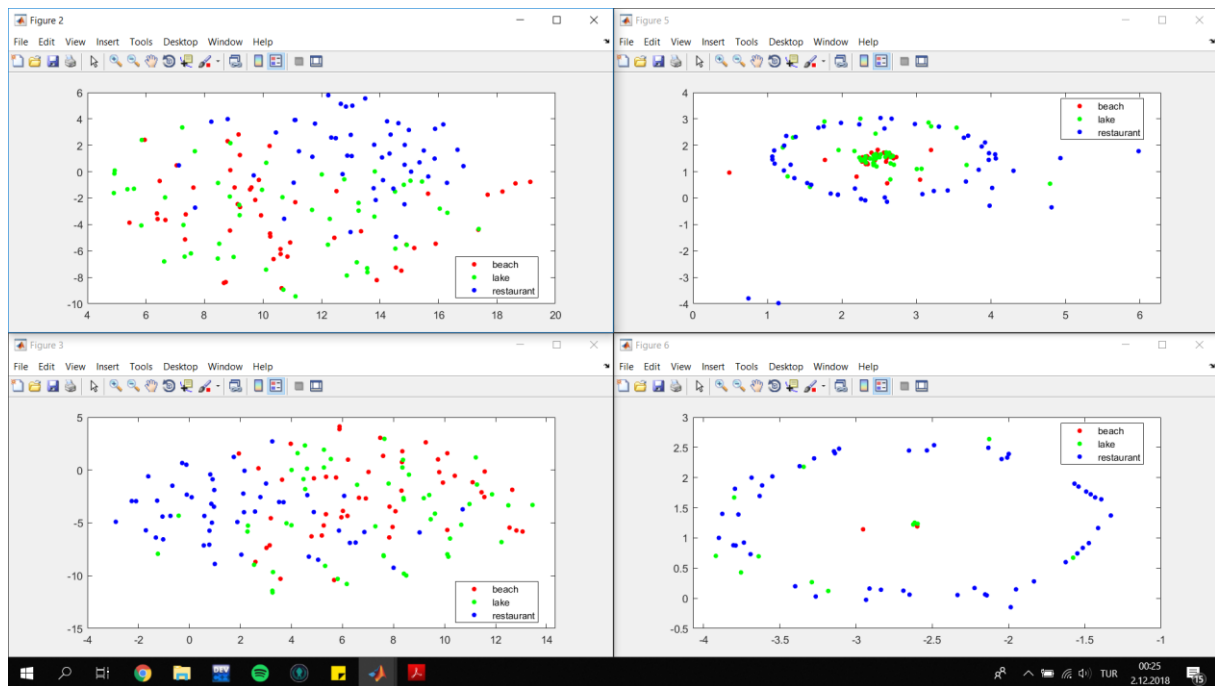 Figure 2
File Edit View Insert Tools Desktop Window Help
6
4
2
0
-2
-4
-6
-8
-10
4 6 8 10 12 14 16 18 20
beach
lake
restaurant
Figure 5
File Edit View Insert Tools Desktop Window Help
4
3
2
1
0
-1
-2
-3
-4
0 1 2 3 4 5 6
beach
lake
restaurant
Figure 3
File Edit View Insert Tools Desktop Window Help
5
0
-5
-10
-15
-4 -2 0 2 4 6 8 10 12 14
beach
lake
restaurant
Figure 6
File Edit View Insert Tools Desktop Window Help
3
2.5
2
1.5
1
0.5
0
-0.5
-4 -3.5 -3 -2.5 -2 -1.5 -1
beach
lake
restaurant
DEV
TUR
00:25
2.12.2018
15